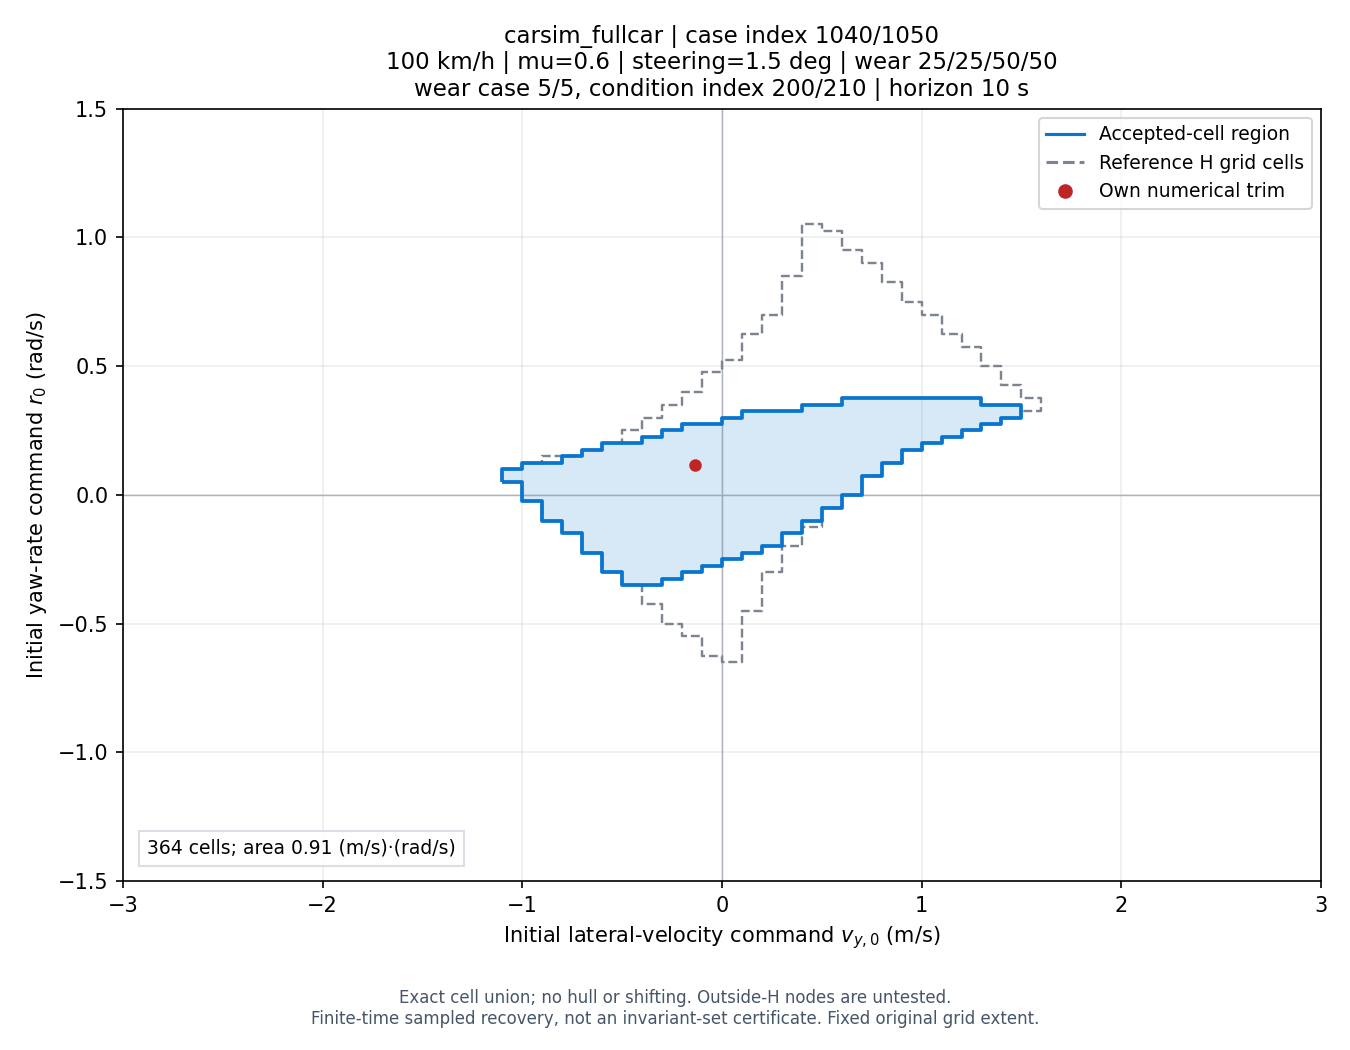 carsim_fullcar | case index 1040/1050
100 km/h | mu=0.6 | steering=1.5 deg | wear 25/25/50/50
wear case 5/5, condition index 200/210 | horizon 10 s
Accepted-cell region
Reference H grid cells
Own numerical trim
Initial yaw-rate command r₀ (rad/s)
1.5
1.0
0.5
0.0
−0.5
−1.0
−1.5
364 cells; area 0.91 (m/s)·(rad/s)
−3 −2 −1 0 1 2 3
Initial lateral-velocity command v_{y,0} (m/s)
Exact cell union; no hull or shifting. Outside-H nodes are untested.
Finite-time sampled recovery, not an invariant-set certificate. Fixed original grid extent.